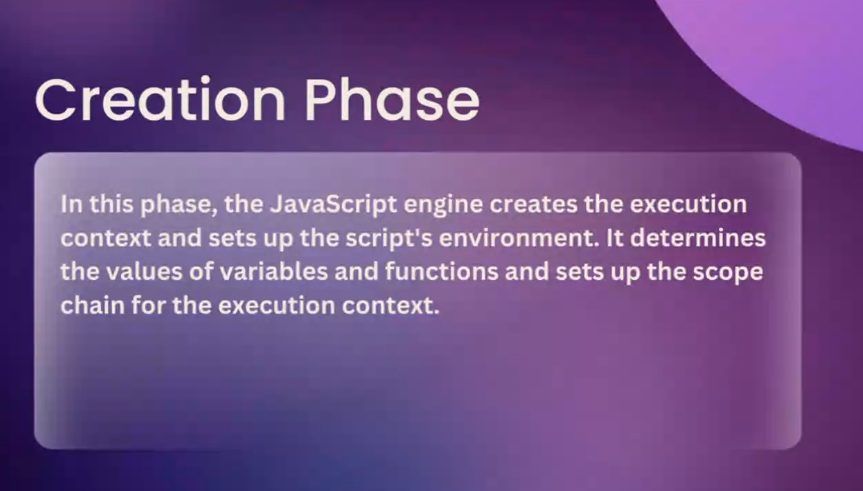 Creation Phase
In this phase, the JavaScript engine creates the execution
context and sets up the script's environment. It determines
the values of variables and functions and sets up the scope
chain for the execution context.